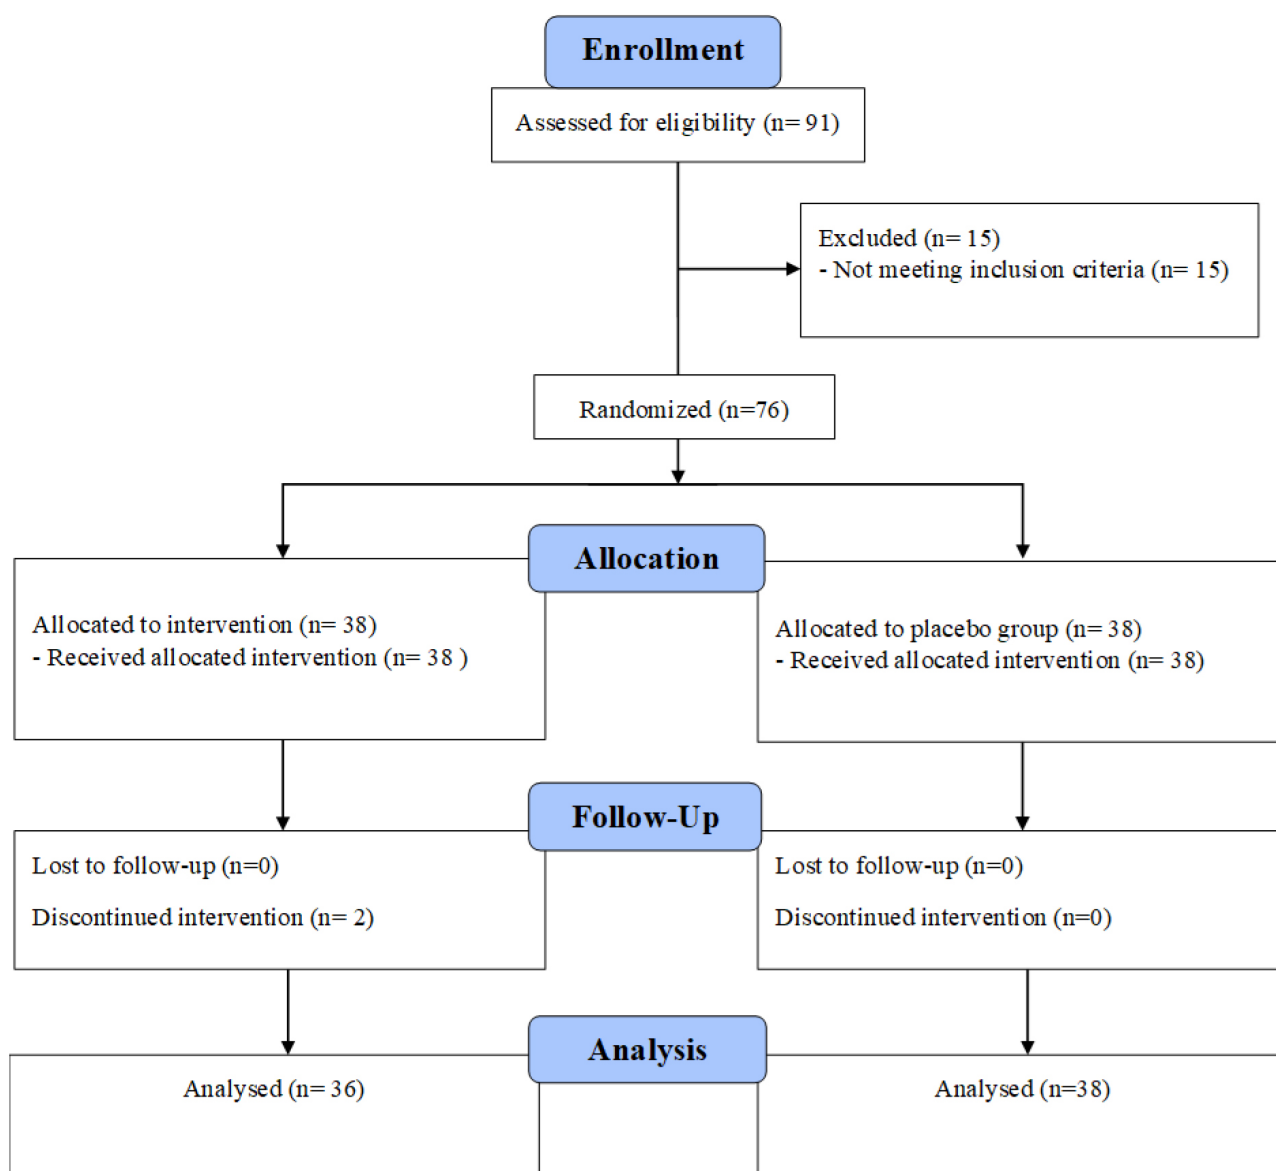 Enrollment
Assessed for eligibility (n= 91)
Excluded (n= 15)
- Not meeting inclusion criteria (n= 15)
Randomized (n=76)
Allocation
Allocated to intervention (n= 38)
- Received allocated intervention (n= 38 )
Allocated to placebo group (n= 38)
- Received allocated intervention (n= 38)
Follow-Up
Lost to follow-up (n=0)
Discontinued intervention (n= 2)
Lost to follow-up (n=0)
Discontinued intervention (n=0)
Analysis
Analysed (n= 36)
Analysed (n=38)